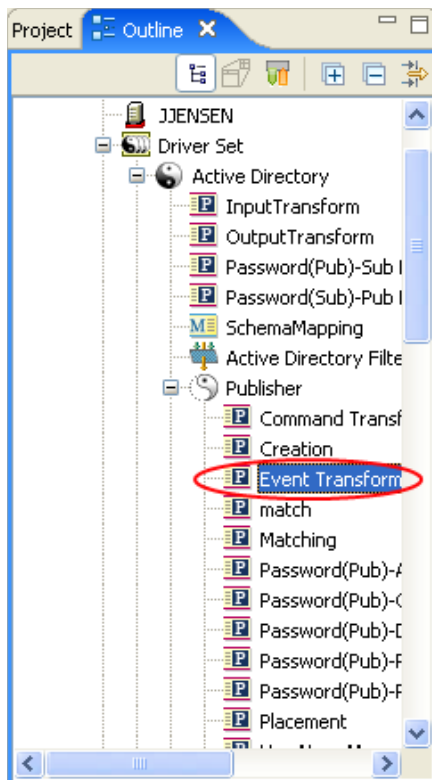 Project
Outline
JJENSEN
Driver Set
Active Directory
InputTransform
OutputTransform
Password(Pub)-Sub
Password(Sub)-Pub
SchemaMapping
Active Directory Filte
Publisher
Command Transf
Creation
Event Transform
match
Matching
Password(Pub)-
Password(Pub)-
Password(Pub)-
Password(Pub)-
Password(Pub)-
Placement